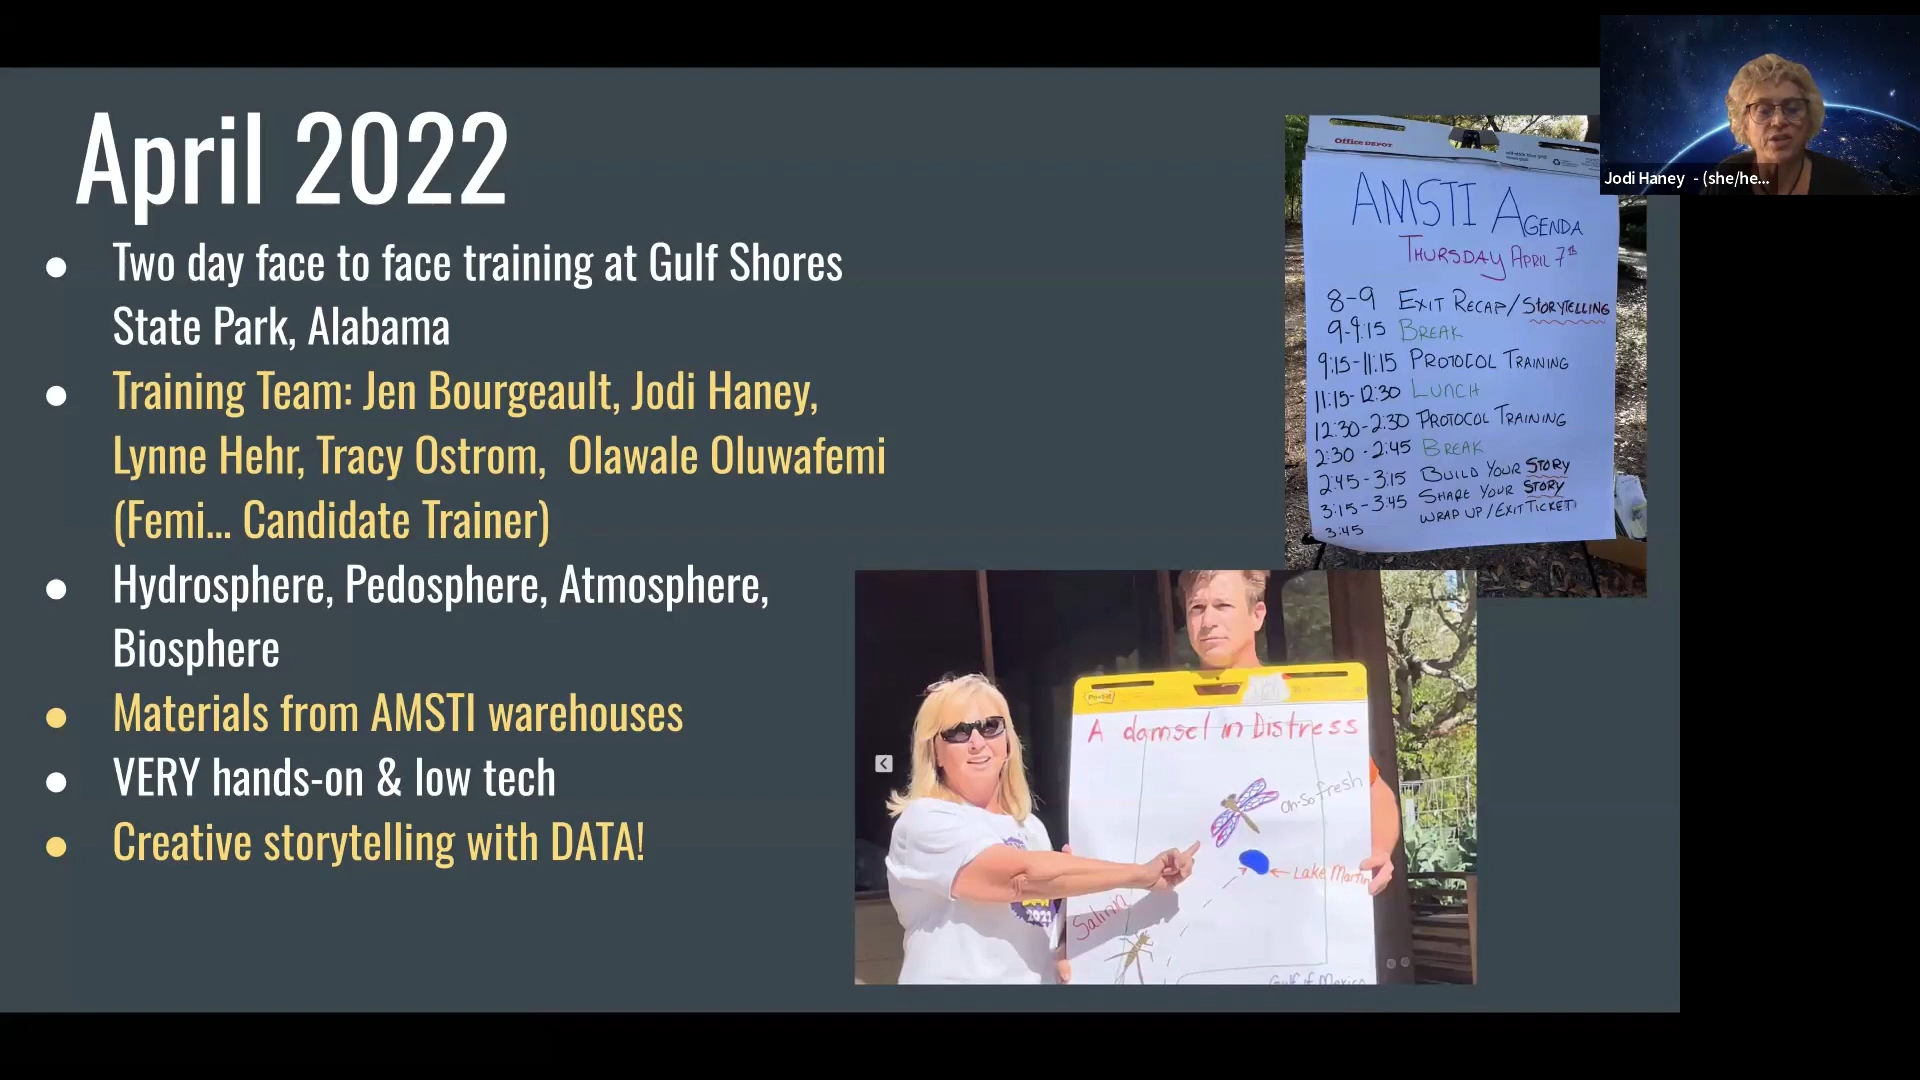 April 2022
Two day face to face training at Gulf Shores
State Park, Alabama
Training Team: Jen Bourgeault, Jodi Haney,
Lynne Hehr, Tracy Ostrom, Olawale Oluwafemi
(Femi... Candidate Trainer)
Hydrosphere, Pedosphere, Atmosphere,
Biosphere
Materials from AMSTI warehouses
VERY hands-on & low tech
Creative storytelling with DATA!
Office DEPOT
AMSTI AGENDA
THURSDAY APRIL 7th
8-9 EXIT RECAP/STORYTELLING
9-9:15 BREAK
9:15-11:15 PROTOCOL TRAINING
11:15-12:30 LUNCH
12:30-2:30 PROTOCOL TRAINING
2:30-2:45 BREAK
2:45-3:15 BUILD YOUR STORY
3:15-3:45 SHARE YOUR STORY
3:45 WRAP UP/EXIT TICKET
Jodi Haney - (she/he...
Post-it
A damsel in Distress
Oh-So fresh
Lake Martin
2022
Gulf of Mexico